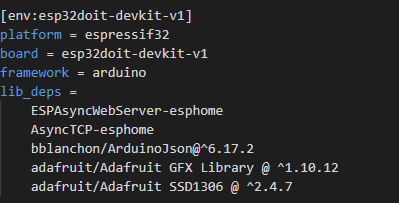 [env:esp32doit-devkit-v1]
platform = espressif32
board = esp32doit-devkit-v1
framework = arduino
lib_deps =
    ESPAsyncWebServer-esphome
    AsyncTCP-esphome
    bblanchon/ArduinoJson@^6.17.2
    adafruit/Adafruit GFX Library @ ^1.10.12
    adafruit/Adafruit SSD1306 @ ^2.4.7